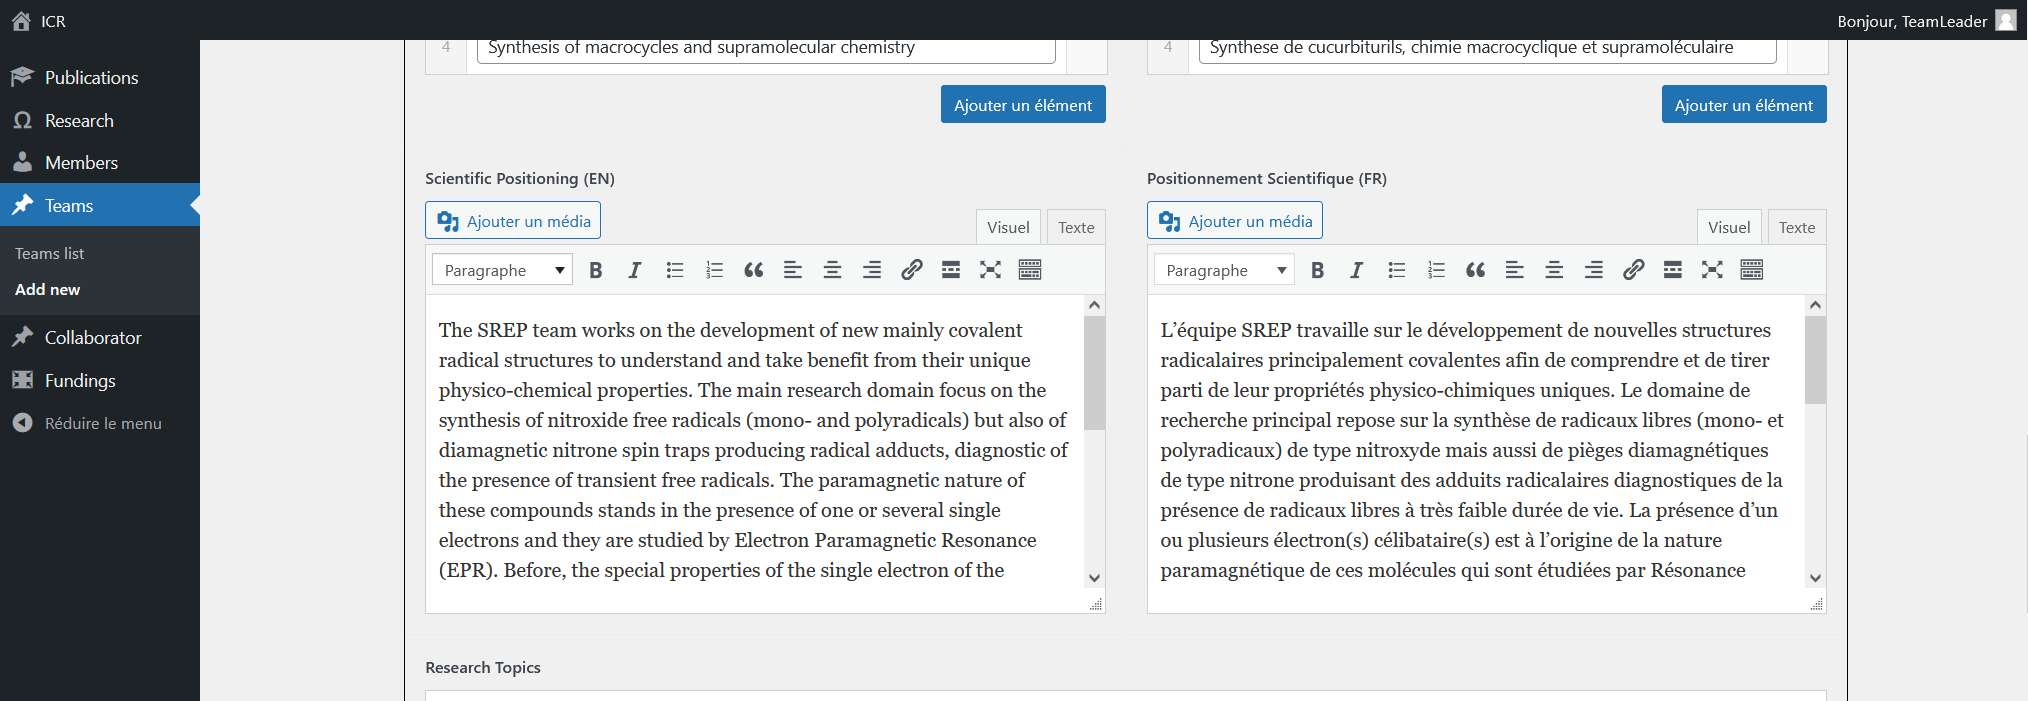 ICR
Bonjour, TeamLeader
Publications
Research
Members
Teams
Teams list
Add new
Collaborator
Fundings
Réduire le menu
4 Synthesis of macrocycles and supramolecular chemistry
Ajouter un élément
4 Synthese de cucurbiturils, chimie macrocyclique et supramoléculaire
Ajouter un élément
Scientific Positioning (EN)
Ajouter un média
Visuel Texte
Paragraphe
The SREP team works on the development of new mainly covalent
radical structures to understand and take benefit from their unique
physico-chemical properties. The main research domain focus on the
synthesis of nitroxide free radicals (mono- and polyradicals) but also of
diamagnetic nitrone spin traps producing radical adducts, diagnostic of
the presence of transient free radicals. The paramagnetic nature of
these compounds stands in the presence of one or several single
electrons and they are studied by Electron Paramagnetic Resonance
(EPR). Before, the special properties of the single electron of the
Positionnement Scientifique (FR)
Ajouter un média
Visuel Texte
Paragraphe
L’équipe SREP travaille sur le développement de nouvelles structures
radicalaires principalement covalentes afin de comprendre et de tirer
parti de leur propriétés physico-chimiques uniques. Le domaine de
recherche principal repose sur la synthèse de radicaux libres (mono- et
polyradicaux) de type nitroxyde mais aussi de pièges diamagnétiques
de type nitrone produisant des adduits radicalaires diagnostiques de la
présence de radicaux libres à très faible durée de vie. La présence d’un
ou plusieurs électron(s) célibataire(s) est à l’origine de la nature
paramagnétique de ces molécules qui sont étudiées par Résonance
Research Topics